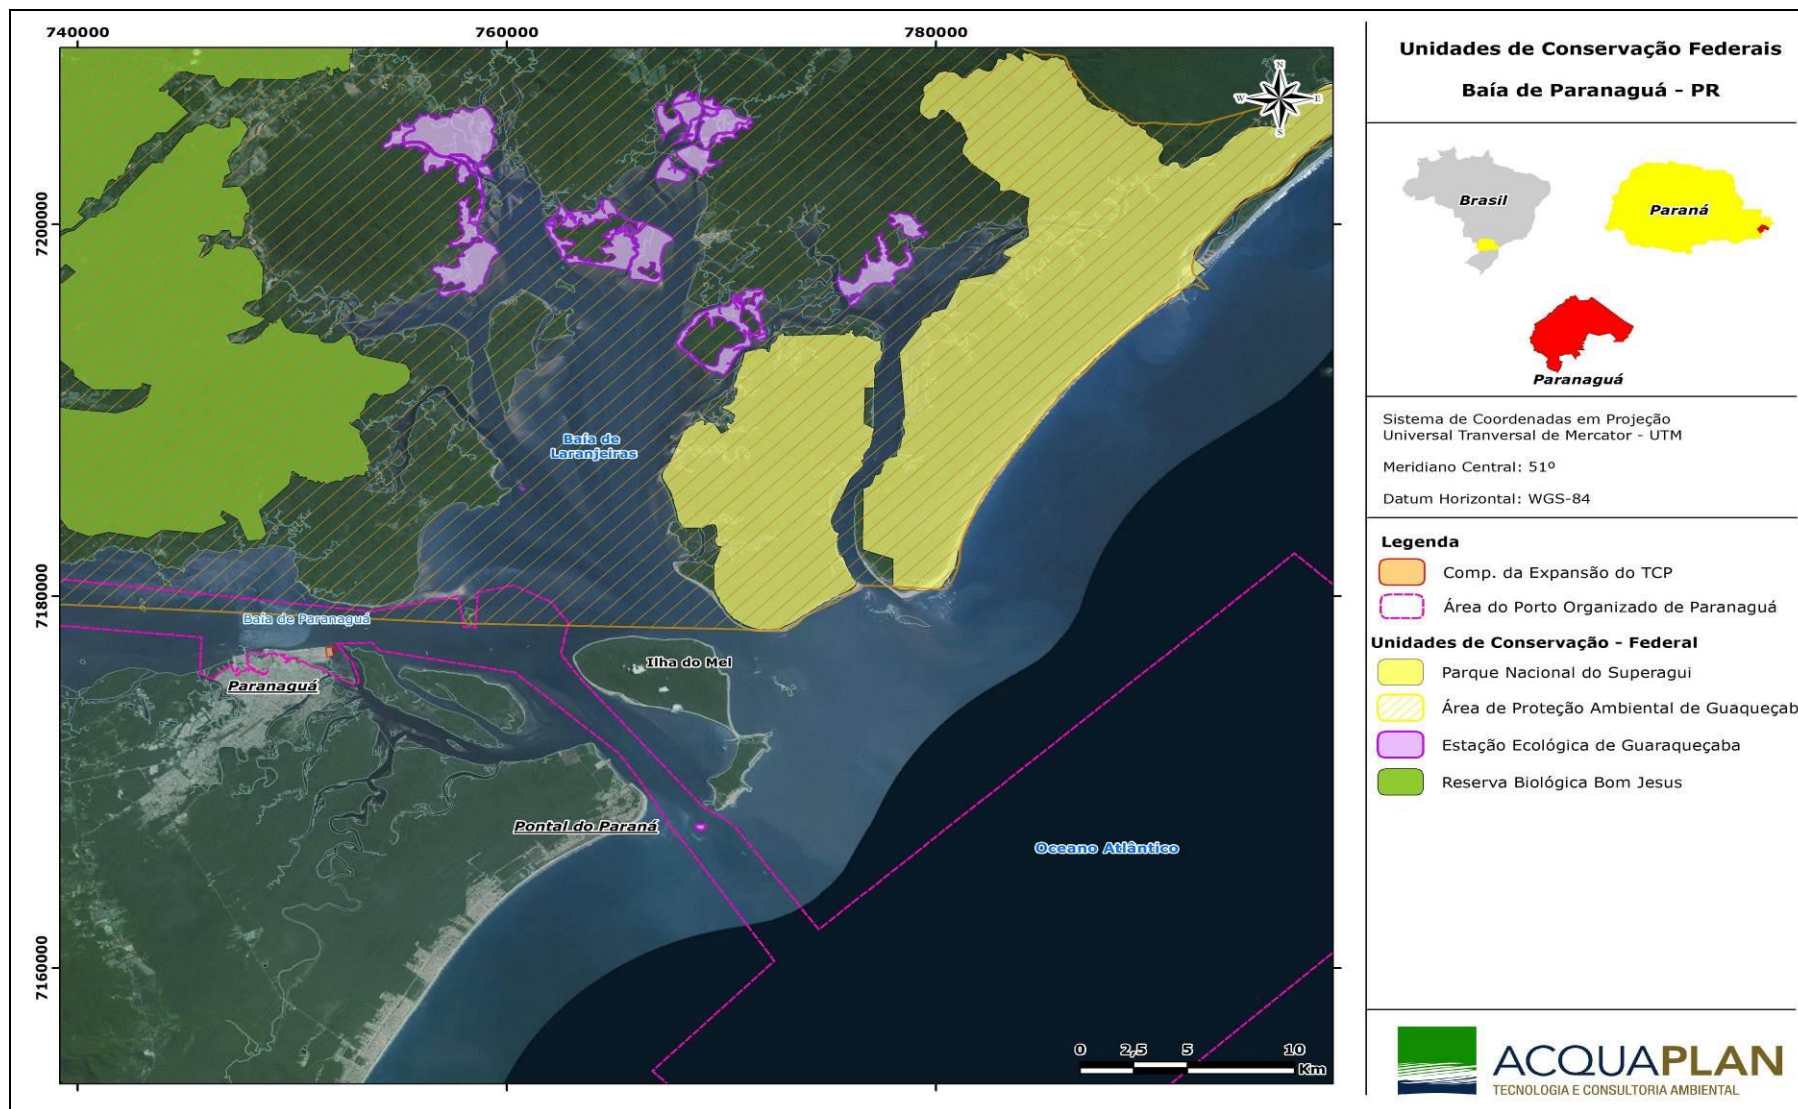 740000
760000
780000
7200000
7180000
7160000
N
W
E
S
Baía de
Laranjeiras
Baía de Paranaguá
Paranaguá
Ilha do Mel
Pontal do Paraná
Oceano Atlântico
0 2,5 5 10
Km
Unidades de Conservação Federais
Baía de Paranaguá - PR
Brasil
Paraná
Paranaguá
Sistema de Coordenadas em Projeção
Universal Tranversal de Mercator - UTM
Meridiano Central: 51º
Datum Horizontal: WGS-84
Legenda
Comp. da Expansão do TCP
Área do Porto Organizado de Paranaguá
Unidades de Conservação - Federal
Parque Nacional do Superagui
Área de Proteção Ambiental de Guaqueçab
Estação Ecológica de Guaraqueçaba
Reserva Biológica Bom Jesus
ACQUAPLAN
TECNOLOGIA E CONSULTORIA AMBIENTAL